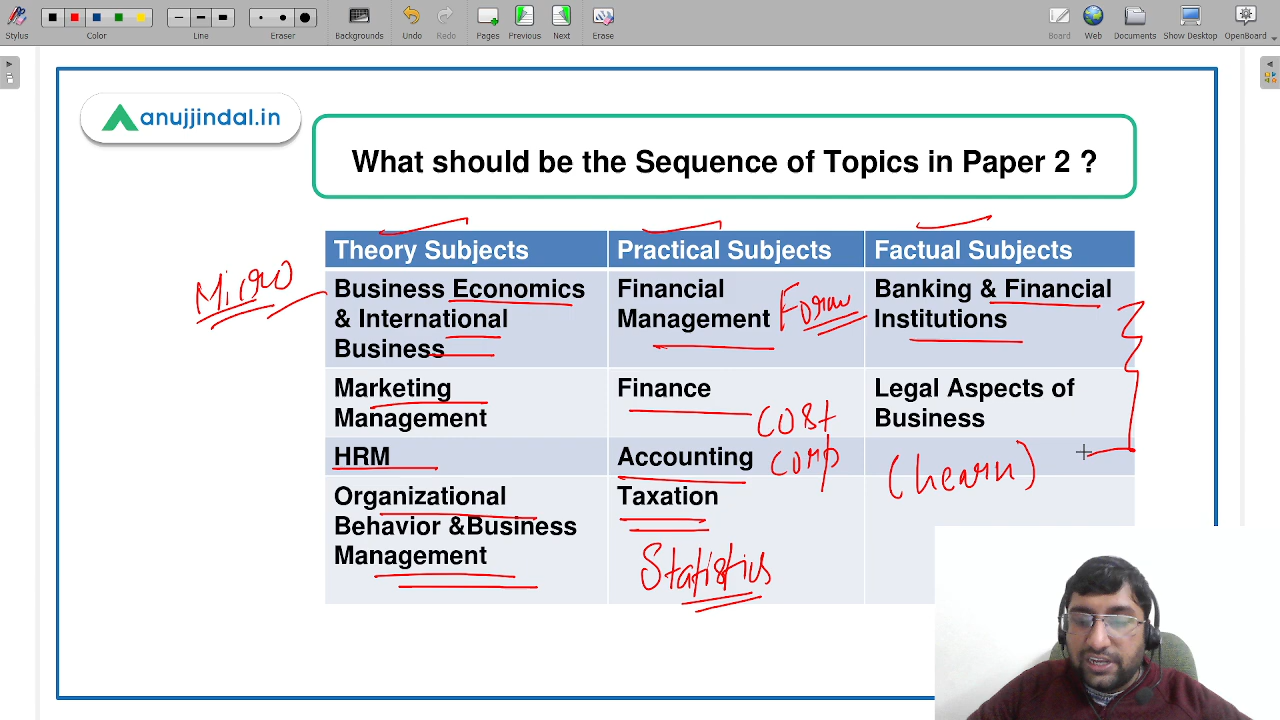 Stylus
Color
Line
Eraser
Backgrounds
Undo
Redo
Pages
Previous
Next
Erase
Board
Web
Documents
Show Desktop
OpenBoard
anujjindal.in
What should be the Sequence of Topics in Paper 2 ?
Theory Subjects
Practical Subjects
Factual Subjects
Micro
Business Economics
& International
Business
Financial
Management
Banking & Financial
Institutions
Marketing
Management
Finance
Cost
Legal Aspects of
Business
HRM
Accounting
Comp
(Learn)
Organizational
Behavior &Business
Management
Taxation
Statistics